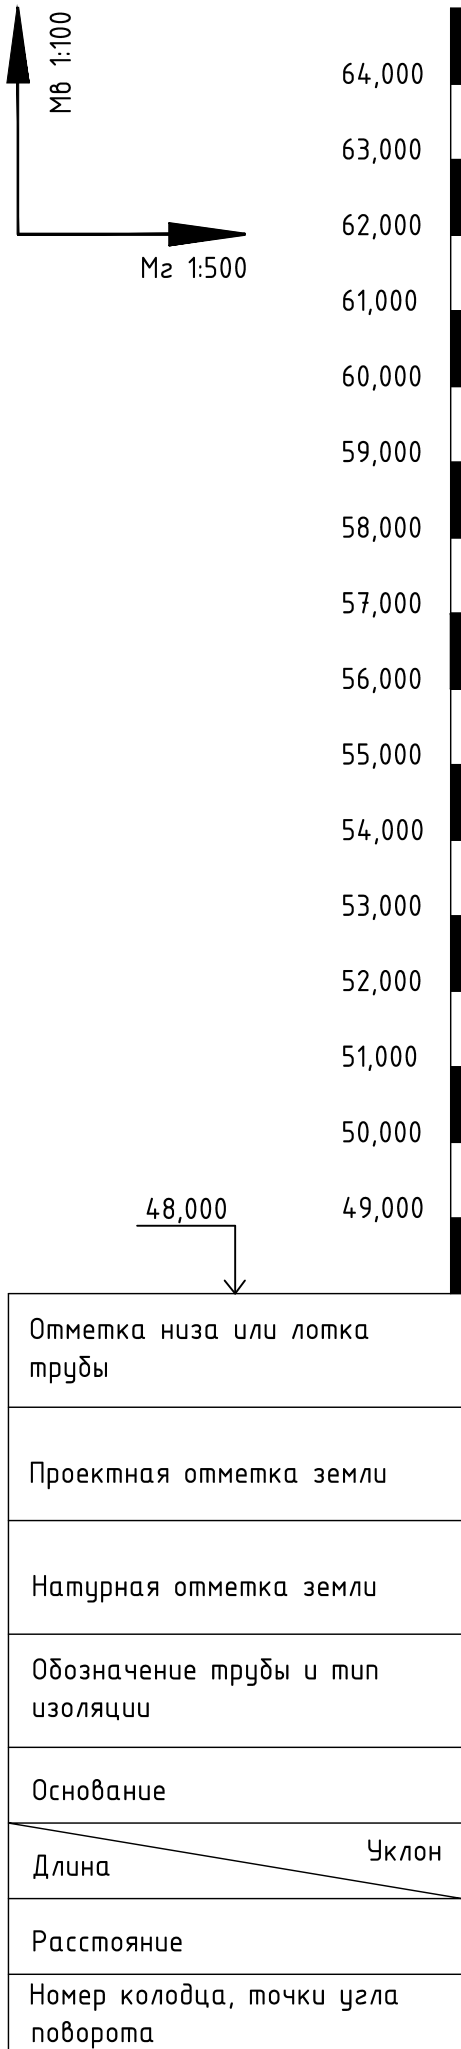 Мв 1:100
Мг 1:500
64,000
63,000
62,000
61,000
60,000
59,000
58,000
57,000
56,000
55,000
54,000
53,000
52,000
51,000
50,000
49,000
48,000
Отметка низа или лотка
трубы
Проектная отметка земли
Натурная отметка земли
Обозначение трубы и тип
изоляции
Основание
Уклон
Длина
Расстояние
Номер колодца, точки угла
поворота